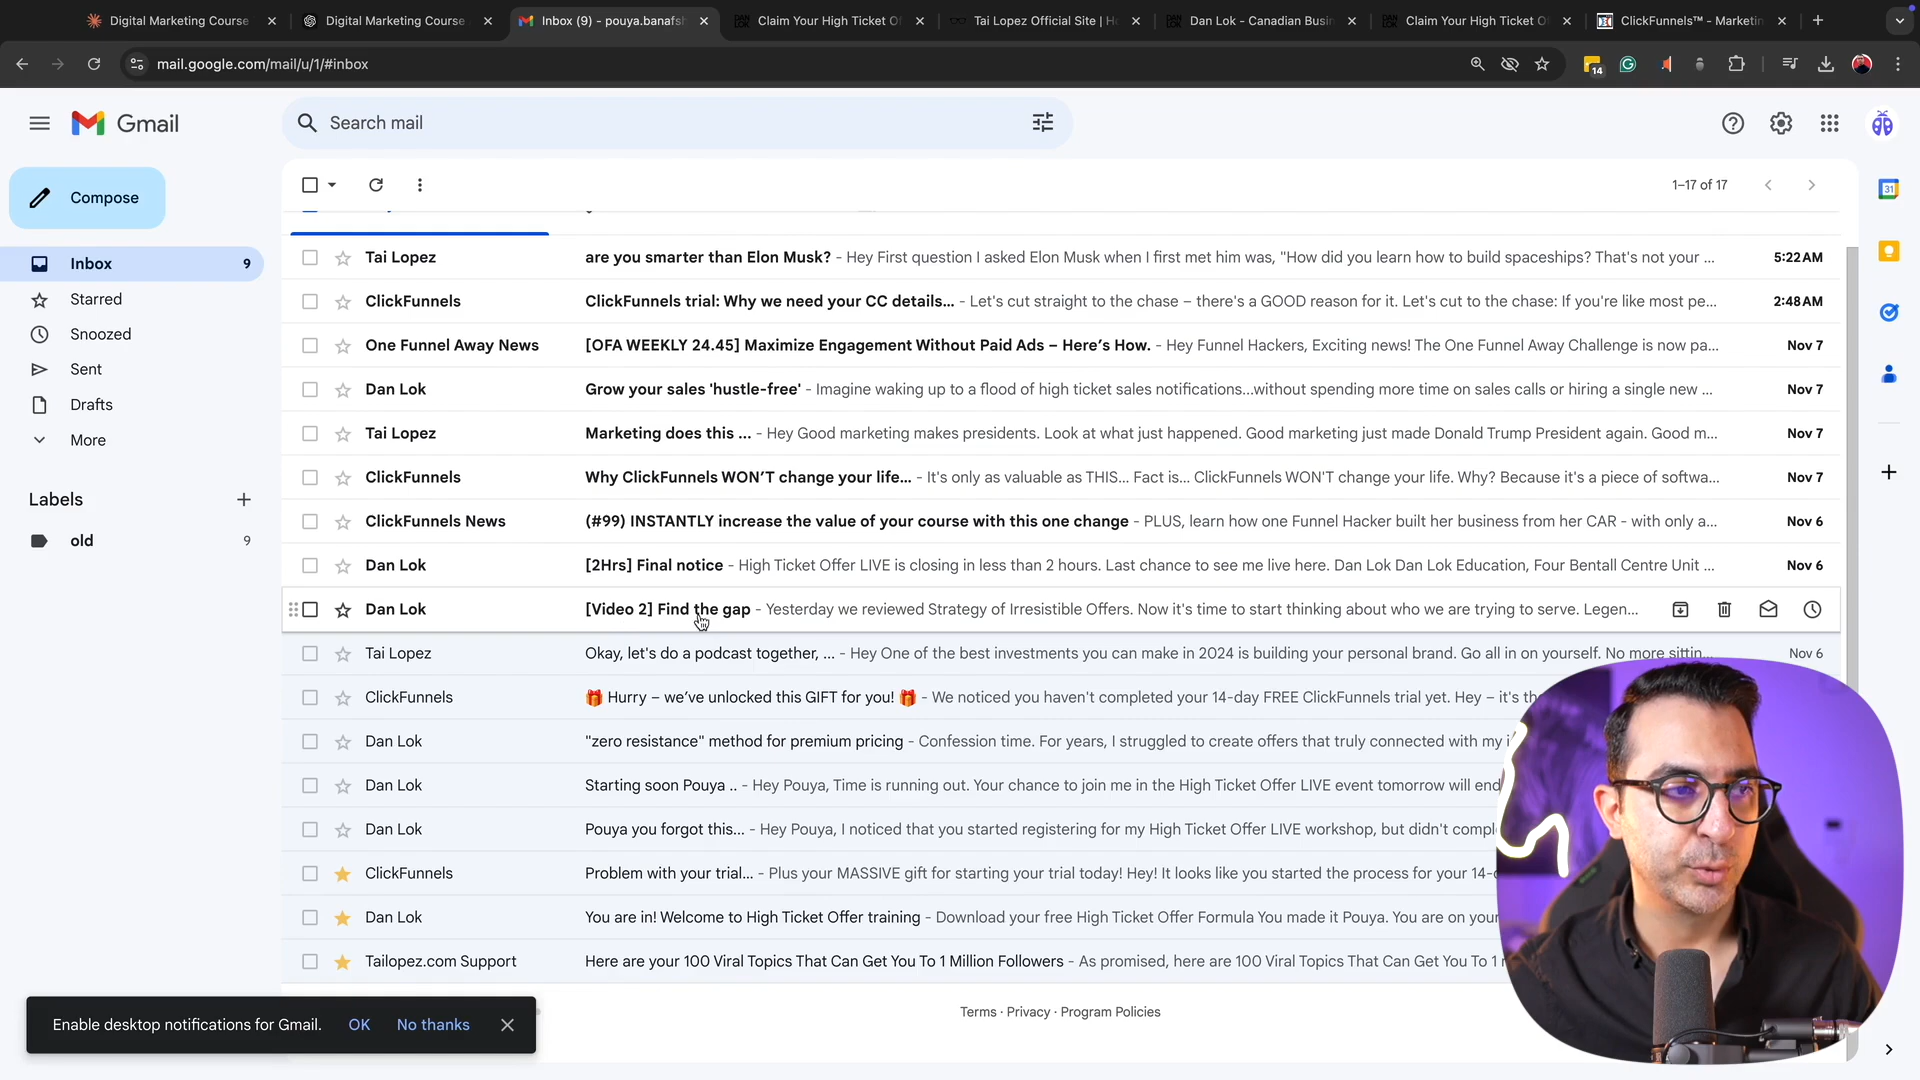 Digital Marketing Course
Digital Marketing Course
Inbox (9) - pouya.banafsh
Claim Your High Ticket Of
Tai Lopez Official Site | H
Dan Lok - Canadian Busin
Claim Your High Ticket O
ClickFunnels™ - Marketin
mail.google.com/mail/u/1/#inbox
14
Gmail
Search mail
Compose
1–17 of 17
31
Inbox 9
Starred
Snoozed
Sent
Drafts
More
Labels
old 9
Tai Lopez are you smarter than Elon Musk? - Hey First question I asked Elon Musk when I first met him was, "How did you learn how to build spaceships? That's not your ... 5:22 AM
ClickFunnels ClickFunnels trial: Why we need your CC details... - Let's cut straight to the chase – there's a GOOD reason for it. Let's cut to the chase: If you're like most pe... 2:48 AM
One Funnel Away News [OFA WEEKLY 24.45] Maximize Engagement Without Paid Ads – Here’s How. - Hey Funnel Hackers, Exciting news! The One Funnel Away Challenge is now pa... Nov 7
Dan Lok Grow your sales 'hustle-free' - Imagine waking up to a flood of high ticket sales notifications...without spending more time on sales calls or hiring a single new ... Nov 7
Tai Lopez Marketing does this ... - Hey Good marketing makes presidents. Look at what just happened. Good marketing just made Donald Trump President again. Good m... Nov 7
ClickFunnels Why ClickFunnels WON’T change your life... - It's only as valuable as THIS... Fact is... ClickFunnels WON'T change your life. Why? Because it's a piece of softwa... Nov 7
ClickFunnels News (#99) INSTANTLY increase the value of your course with this one change - PLUS, learn how one Funnel Hacker built her business from her CAR - with only a... Nov 6
Dan Lok [2Hrs] Final notice - High Ticket Offer LIVE is closing in less than 2 hours. Last chance to see me live here. Dan Lok Dan Lok Education, Four Bentall Centre Unit ... Nov 6
Dan Lok [Video 2] Find the gap - Yesterday we reviewed Strategy of Irresistible Offers. Now it's time to start thinking about who we are trying to serve. Legen...
Tai Lopez Okay, let's do a podcast together, ... - Hey One of the best investments you can make in 2024 is building your personal brand. Go all in on yourself. No more sittin... Nov 6
ClickFunnels 🎁 Hurry – we’ve unlocked this GIFT for you! 🎁 - We noticed you haven't completed your 14-day FREE ClickFunnels trial yet. Hey – it's the
Dan Lok "zero resistance" method for premium pricing - Confession time. For years, I struggled to create offers that truly connected with my i
Dan Lok Starting soon Pouya .. - Hey Pouya, Time is running out. Your chance to join me in the High Ticket Offer LIVE event tomorrow will end
Dan Lok Pouya you forgot this... - Hey Pouya, I noticed that you started registering for my High Ticket Offer LIVE workshop, but didn't compl
ClickFunnels Problem with your trial... - Plus your MASSIVE gift for starting your trial today! Hey! It looks like you started the process for your 14-
Dan Lok You are in! Welcome to High Ticket Offer training - Download your free High Ticket Offer Formula You made it Pouya. You are on your
Tailopez.com Support Here are your 100 Viral Topics That Can Get You To 1 Million Followers - As promised, here are 100 Viral Topics That Can Get You To 1
Terms · Privacy · Program Policies
Enable desktop notifications for Gmail. OK No thanks